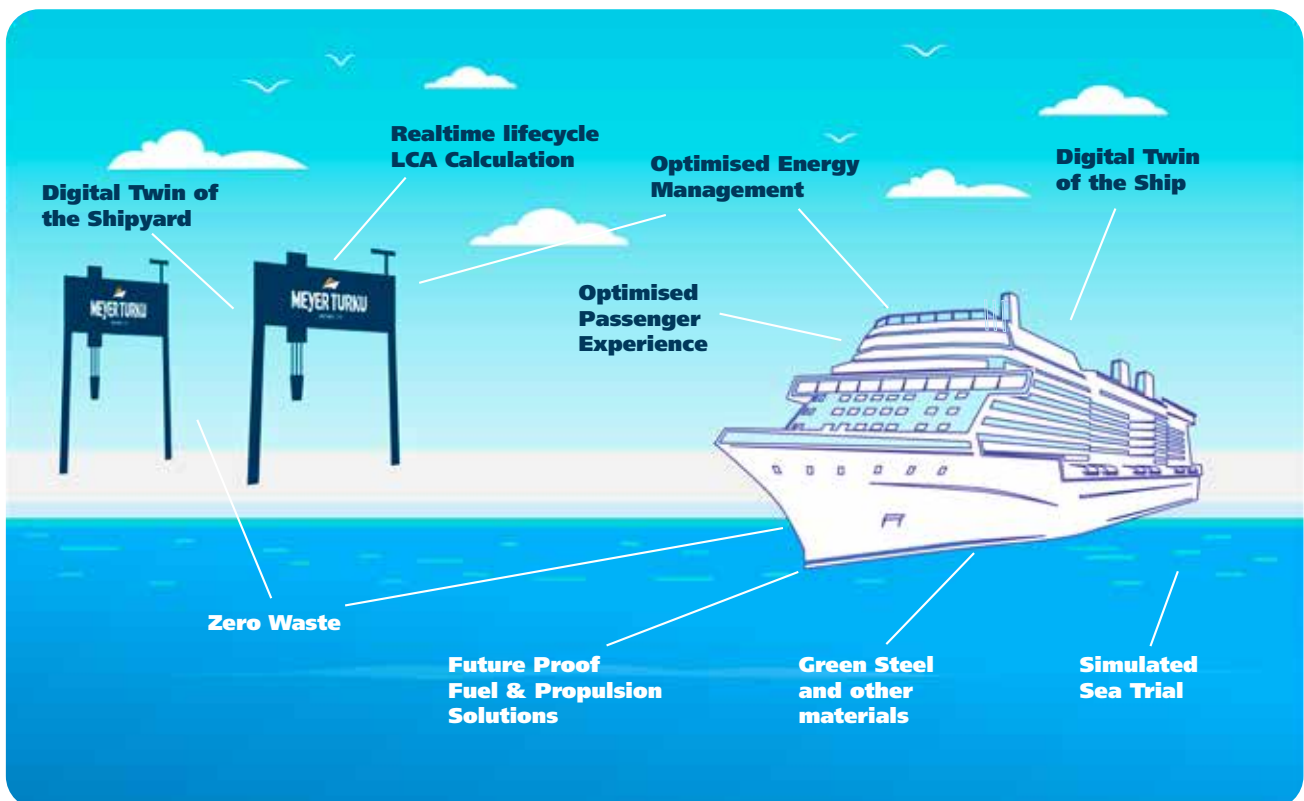 Realtime lifecycle
LCA Calculation
Optimised Energy
Management
Digital Twin
of the Ship
Digital Twin of
the Shipyard
MEYER TURKU
MEYER TURKU
Optimised
Passenger
Experience
Zero Waste
Future Proof
Fuel & Propulsion
Solutions
Green Steel
and other
materials
Simulated
Sea Trial